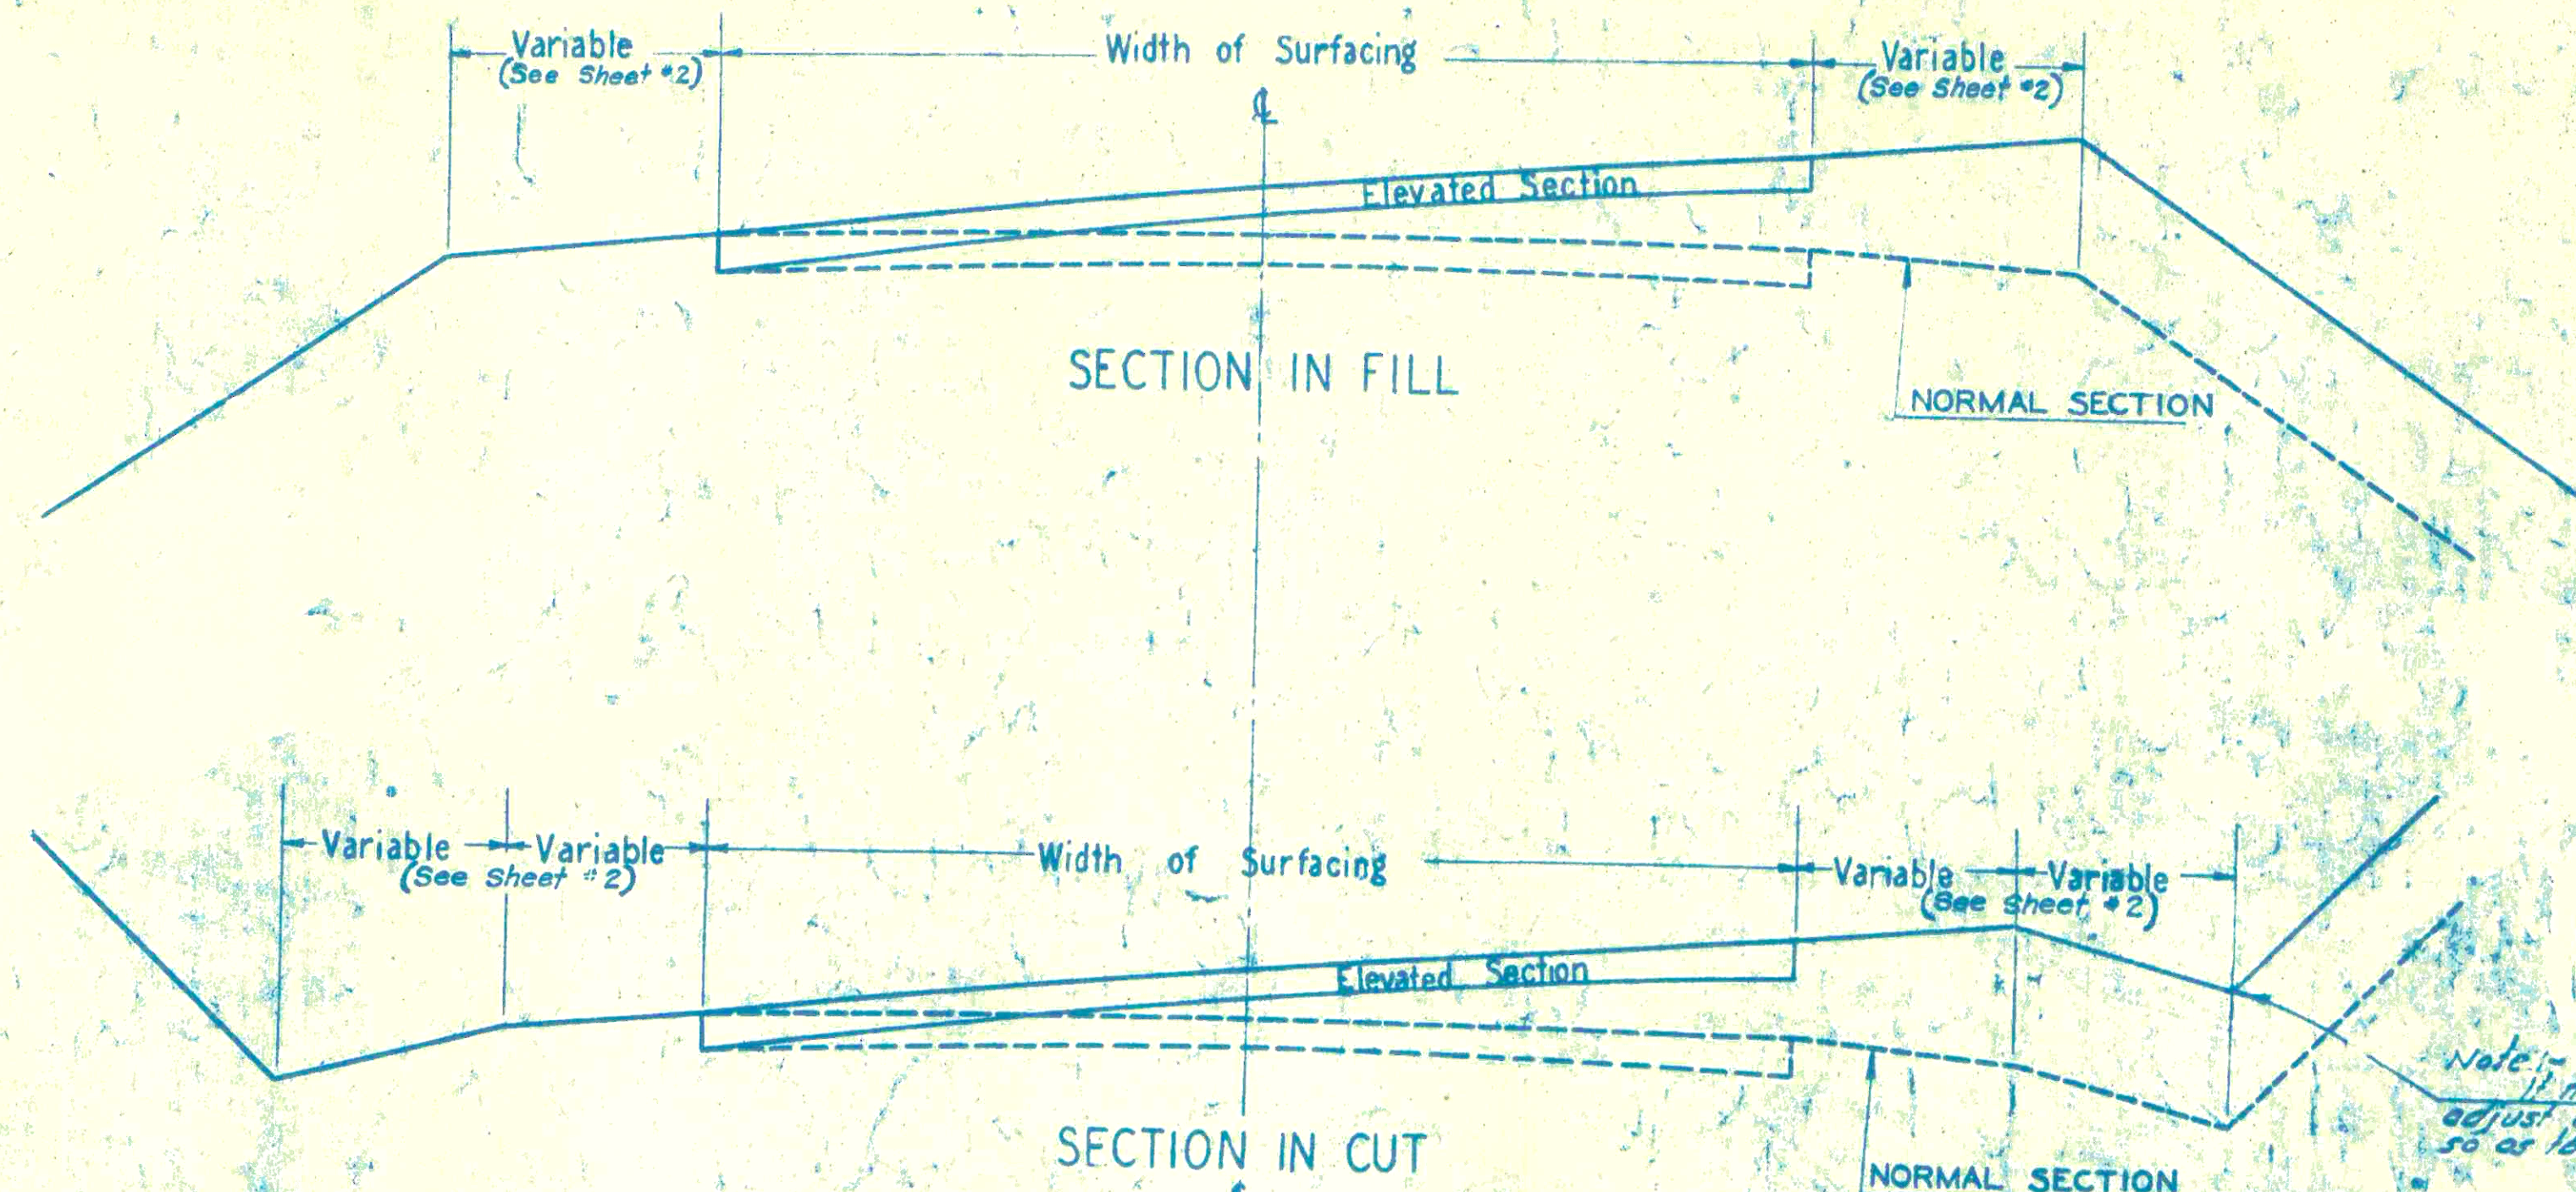 Variable
(See Sheet #2)
Width of Surfacing
Variable
(See Sheet #2)
℄
Elevated Section
SECTION IN FILL
NORMAL SECTION
Variable
Variable
(See Sheet #2)
Width of Surfacing
Variable
Variable
(See Sheet #2)
Elevated Section
Note:-
adjust
so as
SECTION IN CUT
NORMAL SECTION